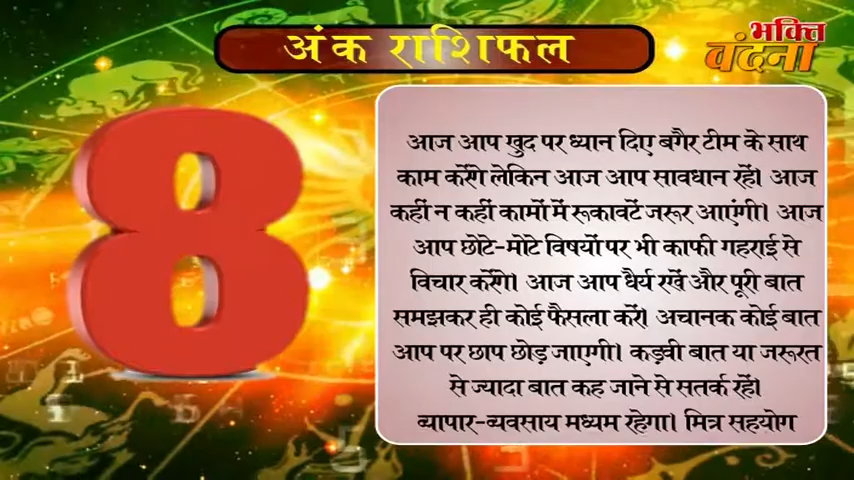 अंक राशिफल
भक्ति
वंदना
8
आज आप खुद पर ध्यान दिए बगैर टीम के साथ
काम करेंगे लेकिन आज आप सावधान रहें। आज
कहीं न कहीं कामों में रूकावटें जरूर आएंगी। आज
आप छोटे-मोटे विषयों पर भी काफी गहराई से
विचार करेंगे। आज आप धैर्य रखें और पूरी बात
समझकर ही कोई फैसला करें। अचानक कोई बात
आप पर छाप छोड़ जाएगी। कड़वी बात या जरूरत
से ज्यादा बात कह जाने से सतर्क रहें।
व्यापार-व्यवसाय मध्यम रहेगा। मित्र सहयोग